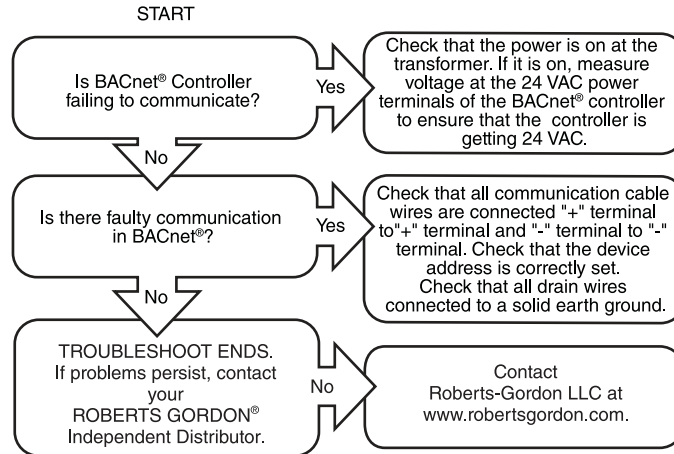 START
Is BACnet® Controller
failing to communicate?
Yes
Check that the power is on at the
transformer. If it is on, measure
voltage at the 24 VAC power
terminals of the BACnet® controller
to ensure that the controller is
getting 24 VAC.
No
Is there faulty communication
in BACnet®?
Yes
Check that all communication cable
wires are connected "+" terminal
to"+" terminal and "-" terminal to "-"
terminal. Check that the device
address is correctly set.
Check that all drain wires
connected to a solid earth ground.
No
TROUBLESHOOT ENDS.
If problems persist, contact
your
ROBERTS GORDON®
Independent Distributor.
No
Contact
Roberts-Gordon LLC at
www.robertsgordon.com.